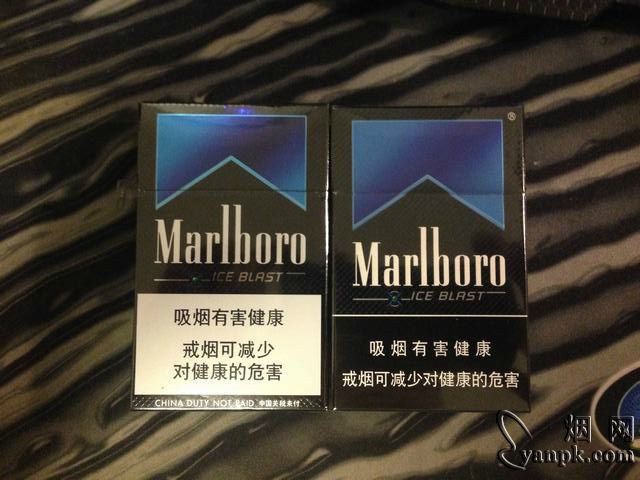 Marlboro
ICE BLAST
吸烟有害健康
戒烟可减少
对健康的危害
CHINA DUTY NOT PAID 中国关税未付
®
Marlboro
ICE BLAST
吸烟有害健康
戒烟可减少对健康的危害
烟网
yanpk.com